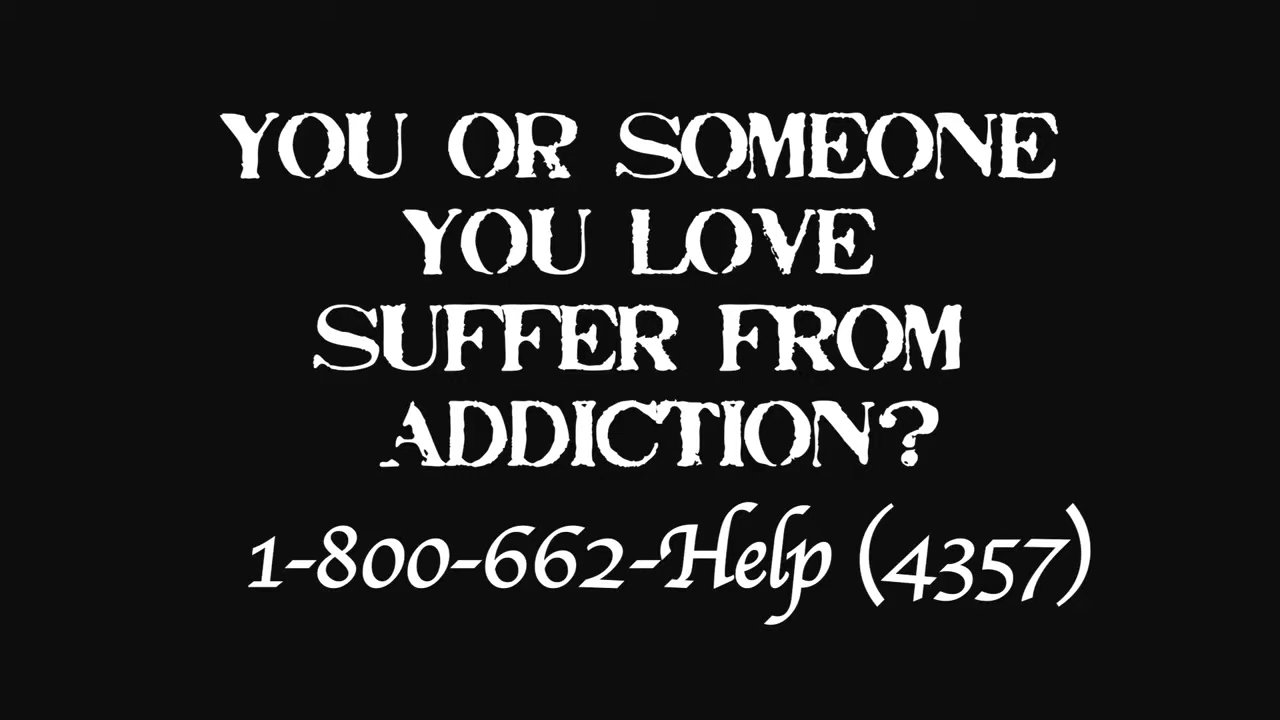 YOU OR SOMEONE
YOU LOVE
SUFFER FROM
ADDICTION?
1-800-662-Help (4357)